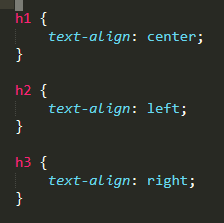 h1 {
    text-align: center;
}

h2 {
    text-align: left;
}

h3 {
    text-align: right;
}